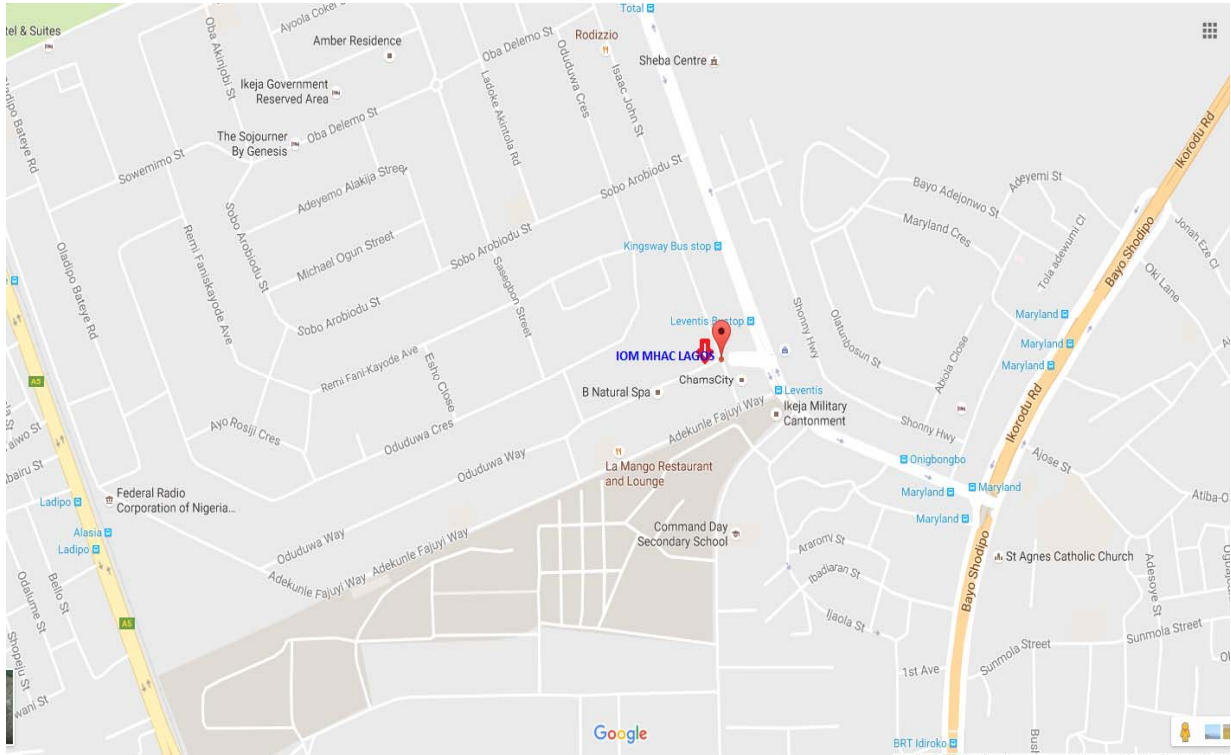 tel & Suites
Oba Akinjobi St
Ayoola Coker St
Amber Residence
Ikeja Government
Reserved Area
The Sojourner
By Genesis
Oba Delemo St
Oba Delemo St
Ladoke Akintola Rd
Oduduwa Cres
Rodizzio
Isaac John St
Total
Sheba Centre
Oladipo Bateye Rd
Oladipo Bateye Rd
Sowemimo St
Sobo Arobiodu St
Remi Faniskayode Ave
Adeyemo Alakija Street
Michael Ogun Street
Sobo Arobiodu St
Sobo Arobiodu St
Sobo Arobiodu St
Sasegbon Street
Kingsway Bus stop
Leventis Bustop
IOM MHAC LAGOS
ChamsCity
B Natural Spa
Leventis
Ikeja Military
Cantonment
Remi Fani-Kayode Ave
Esho Close
Ayo Rosiji Cres
Oduduwa Cres
Oduduwa Way
Adekunle Fajuyi Way
La Mango Restaurant
and Lounge
Federal Radio
Corporation of Nigeria...
Oduduwa Way
Adekunle Fajuyi Way
Adekunle Fajuyi Way
Command Day
Secondary School
A5
Ladipo
Alasia
Ladipo
A5
Bello St
Odalume St
Shopeju St
wani St
Bayo Adejonwo St
Adeyemi St
Maryland Cres
Tola adewumi Cl
Olatunbosun St
Abiola Close
Shonny Hwy
Shonny Hwy
Ikorodu Rd
Bayo Shodipo
Jonah Eze Cl
Oki Lane
Maryland
Maryland
Maryland
Ikorodu Rd
Ajose St
Onigbongbo
Maryland
Maryland
Maryland
Atiba-O
Araromi St
Ibadiaran St
Ijaola St
St Agnes Catholic Church
Bayo Shodipo
Adesoye St
Sunmola Street
Sunmola Street
1st Ave
BRT Idiroko
Google